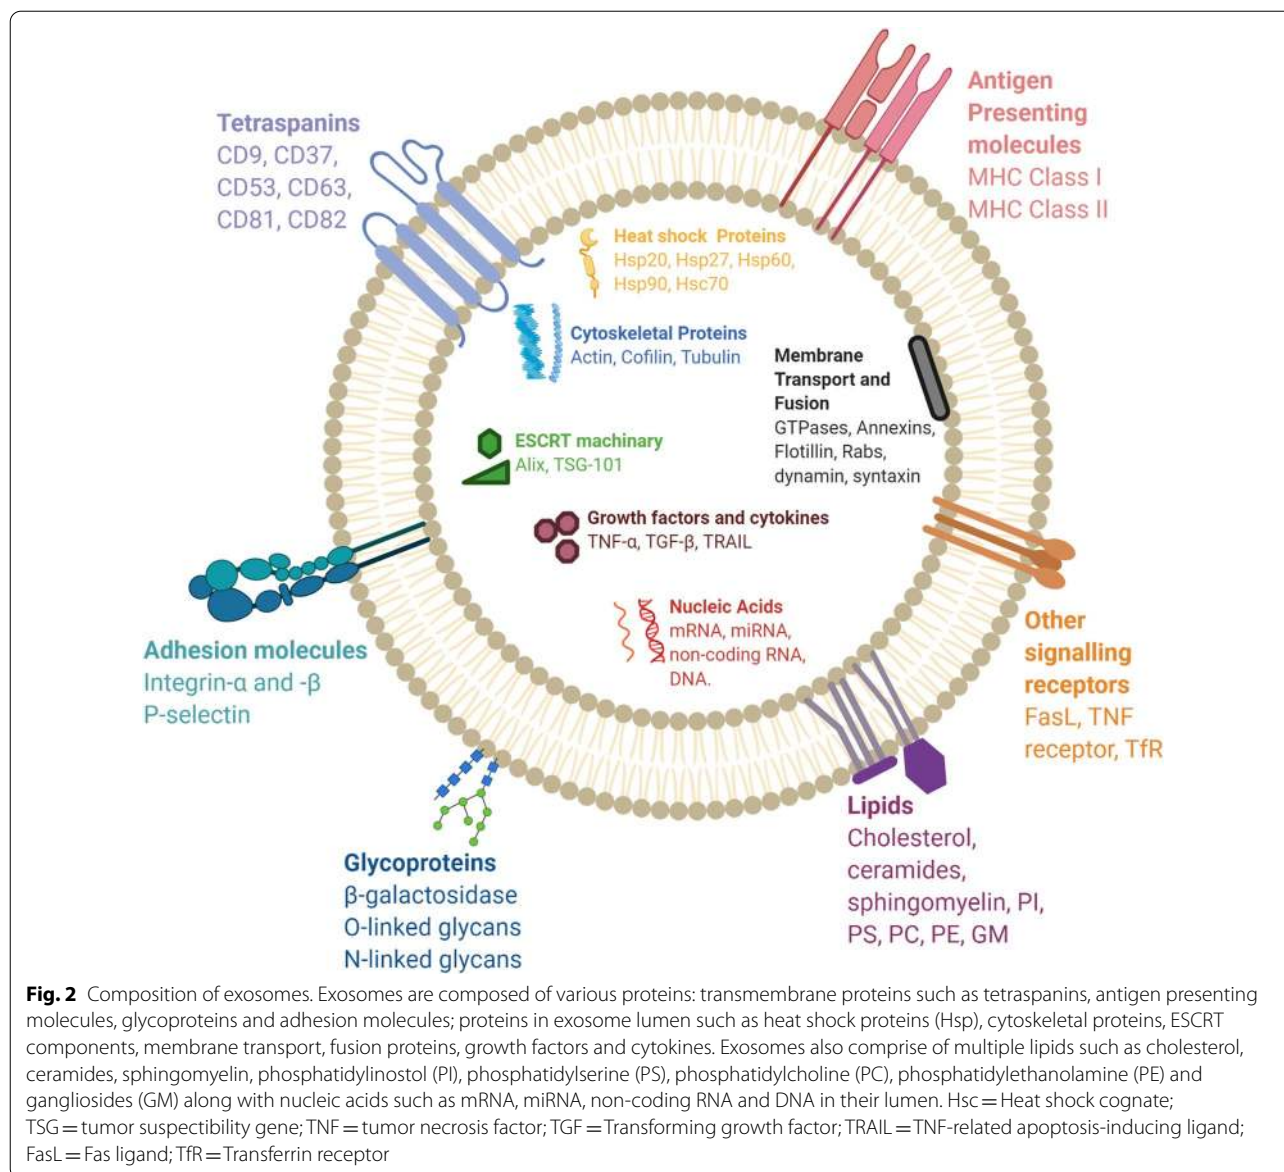 Tetraspanins
CD9, CD37,
CD53, CD63,
CD81, CD82
Antigen
Presenting
molecules
MHC Class I
MHC Class II
Heat shock Proteins
Hsp20, Hsp27, Hsp60,
Hsp90, Hsc70
Cytoskeletal Proteins
Actin, Cofilin, Tubulin
Membrane
Transport and
Fusion
GTPases, Annexins,
Flotillin, Rabs,
dynamin, syntaxin
ESCRT machinary
Alix, TSG-101
Growth factors and cytokines
TNF-α, TGF-β, TRAIL
Nucleic Acids
mRNA, miRNA,
non-coding RNA,
DNA.
Adhesion molecules
Integrin-α and -β
P-selectin
Other
signalling
receptors
FasL, TNF
receptor, TfR
Glycoproteins
β-galactosidase
O-linked glycans
N-linked glycans
Lipids
Cholesterol,
ceramides,
sphingomyelin, PI,
PS, PC, PE, GM
Fig. 2 Composition of exosomes. Exosomes are composed of various proteins: transmembrane proteins such as tetraspanins, antigen presenting
molecules, glycoproteins and adhesion molecules; proteins in exosome lumen such as heat shock proteins (Hsp), cytoskeletal proteins, ESCRT
components, membrane transport, fusion proteins, growth factors and cytokines. Exosomes also comprise of multiple lipids such as cholesterol,
ceramides, sphingomyelin, phosphatidylinostol (PI), phosphatidylserine (PS), phosphatidylcholine (PC), phosphatidylethanolamine (PE) and
gangliosides (GM) along with nucleic acids such as mRNA, miRNA, non-coding RNA and DNA in their lumen. Hsc = Heat shock cognate;
TSG = tumor suspectibility gene; TNF = tumor necrosis factor; TGF = Transforming growth factor; TRAIL = TNF-related apoptosis-inducing ligand;
FasL = Fas ligand; TfR = Transferrin receptor